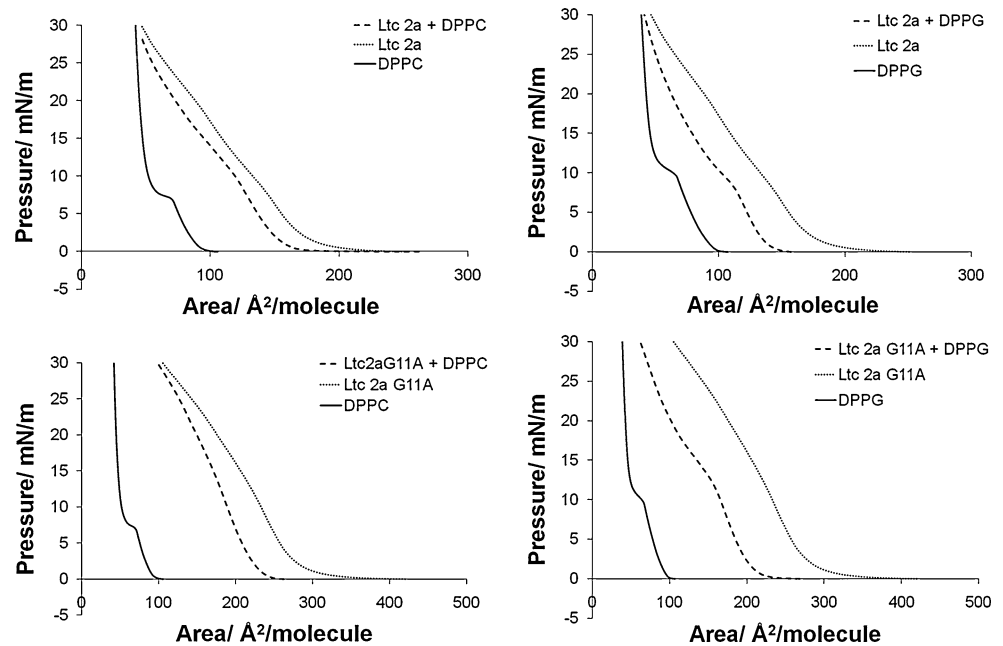 Ltc 2a + DPPC
Ltc 2a
DPPC
Pressure/ mN/m
30
25
20
15
10
5
0
-5
0 100 200 300
Area/ Å²/molecule
Ltc 2a + DPPG
Ltc 2a
DPPG
Pressure/ mN/m
30
25
20
15
10
5
0
-5
0 100 200 300
Area/ Å²/molecule
Ltc2aG11A + DPPC
Ltc 2a G11A
DPPC
Pressure/ mN/m
30
25
20
15
10
5
0
-5
0 100 200 300 400 500
Area/ Å²/molecule
Ltc 2a G11A + DPPG
Ltc 2a G11A
DPPG
Pressure/ mN/m
30
25
20
15
10
5
0
-5
0 100 200 300 400 500
Area/ Å²/molecule